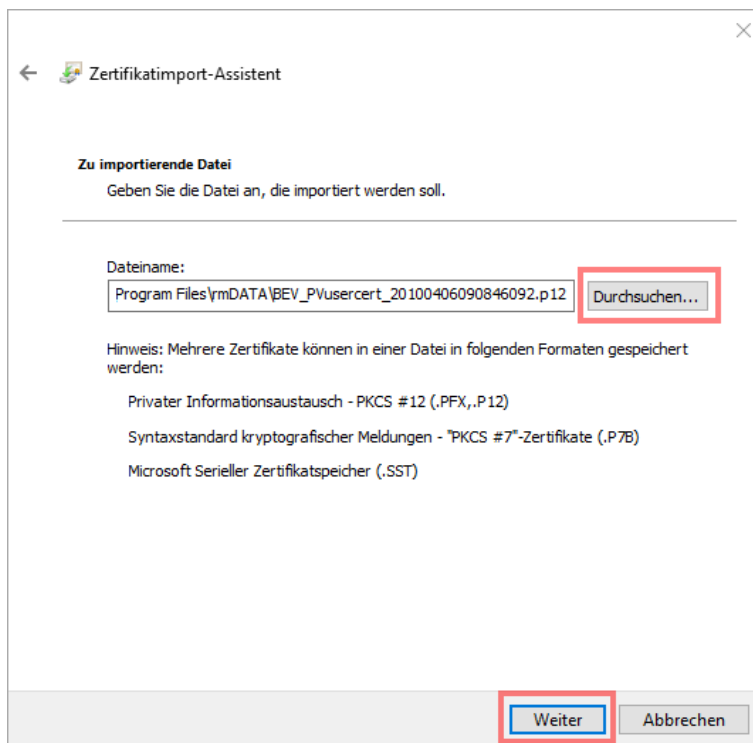 Zertifikatimport-Assistent
Zu importierende Datei
Geben Sie die Datei an, die importiert werden soll.
Dateiname:
Program Files\rmDATA\BEV_PVusercert_20100406090846092.p12
Durchsuchen...
Hinweis: Mehrere Zertifikate können in einer Datei in folgenden Formaten gespeichert
werden:
Privater Informationsaustausch - PKCS #12 (.PFX,.P12)
Syntaxstandard kryptografischer Meldungen - "PKCS #7"-Zertifikate (.P7B)
Microsoft Serieller Zertifikatspeicher (.SST)
Weiter
Abbrechen